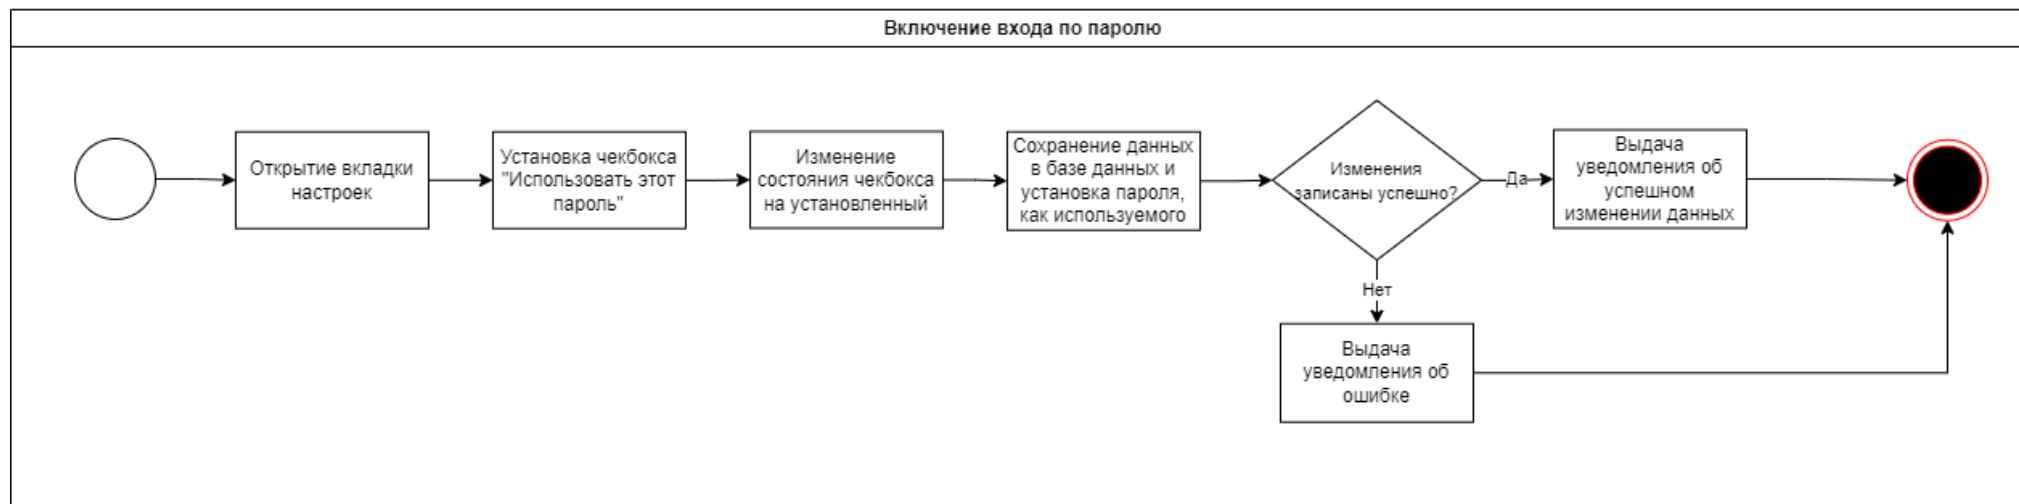 Включение входа по паролю
Открытие вкладки
настроек
Установка чекбокса
"Использовать этот
пароль"
Изменение
состояния чекбокса
на установленный
Сохранение данных
в базе данных и
установка пароля,
как используемого
Изменения
записаны успешно?
Да
Выдача
уведомления об
успешном
изменении данных
Нет
Выдача
уведомления об
ошибке